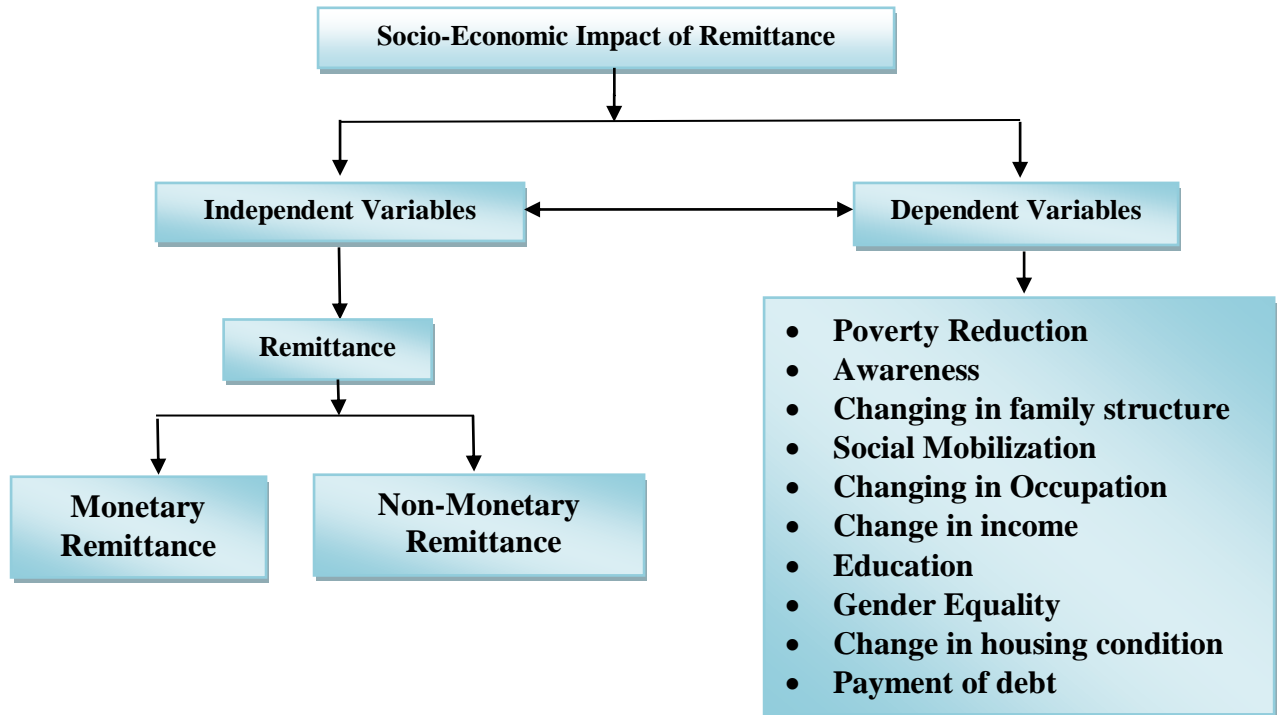 Socio-Economic Impact of Remittance
Independent Variables
Dependent Variables
Remittance
Monetary
Remittance
Non-Monetary
Remittance
• Poverty Reduction
• Awareness
• Changing in family structure
• Social Mobilization
• Changing in Occupation
• Change in income
• Education
• Gender Equality
• Change in housing condition
• Payment of debt